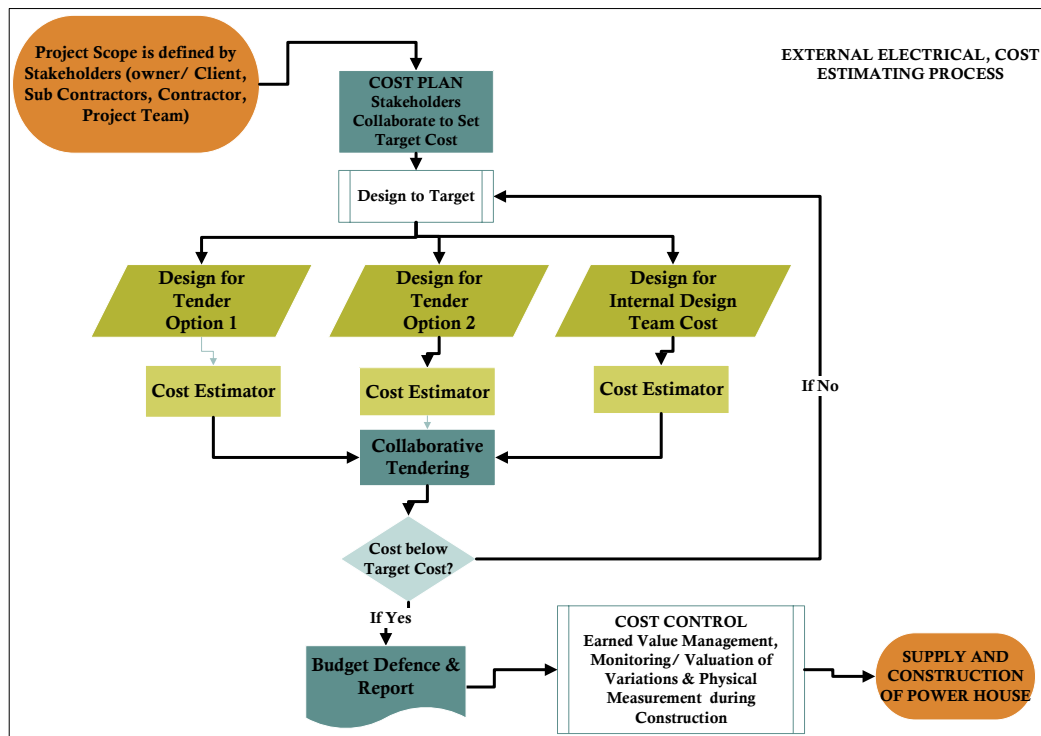 Project Scope is defined by
Stakeholders (owner/ Client,
Sub Contractors, Contractor,
Project Team)
EXTERNAL ELECTRICAL, COST
ESTIMATING PROCESS
COST PLAN
Stakeholders
Collaborate to Set
Target Cost
Design to Target
Design for
Tender
Option 1
Design for
Tender
Option 2
Design for
Internal Design
Team Cost
Cost Estimator
Cost Estimator
Cost Estimator
If No
Collaborative
Tendering
Cost below
Target Cost?
If Yes
Budget Defence &
Report
COST CONTROL
Earned Value Management,
Monitoring/ Valuation of
Variations & Physical
Measurement during
Construction
SUPPLY AND
CONSTRUCTION
OF POWER HOUSE